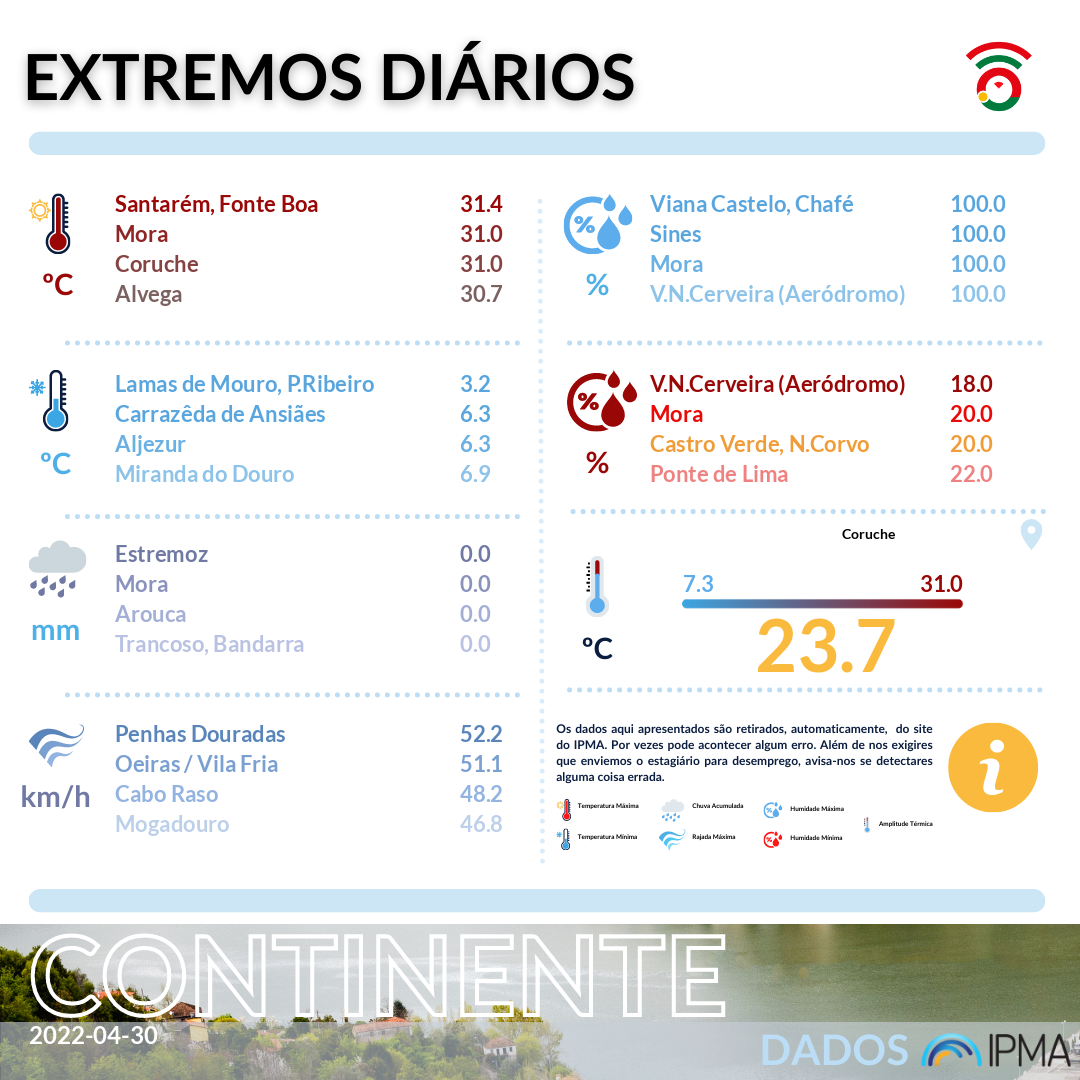 EXTREMOS DIÁRIOS
Santarém, Fonte Boa 31.4
Mora 31.0
Coruche 31.0
Alvega 30.7
ºC
Lamas de Mouro, P.Ribeiro 3.2
Carrazêda de Ansiães 6.3
Aljezur 6.3
Miranda do Douro 6.9
ºC
Estremoz 0.0
Mora 0.0
Arouca 0.0
Trancoso, Bandarra 0.0
mm
Penhas Douradas 52.2
Oeiras / Vila Fria 51.1
Cabo Raso 48.2
Mogadouro 46.8
km/h
%
Viana Castelo, Chafé 100.0
Sines 100.0
Mora 100.0
V.N.Cerveira (Aeródromo) 100.0
%
%
V.N.Cerveira (Aeródromo) 18.0
Mora 20.0
Castro Verde, N.Corvo 20.0
Ponte de Lima 22.0
%
Coruche
7.3 31.0
23.7
ºC
Os dados aqui apresentados são retirados, automaticamente, do site
do IPMA. Por vezes pode acontecer algum erro. Além de nos exigires
que enviemos o estagiário para desemprego, avisa-nos se detectares
alguma coisa errada.
i
Temperatura Máxima Chuva Acumulada Humidade Máxima
Amplitude Térmica
Temperatura Mínima Rajada Máxima Humidade Mínima
CONTINENTE
2022-04-30
DADOS IPMA